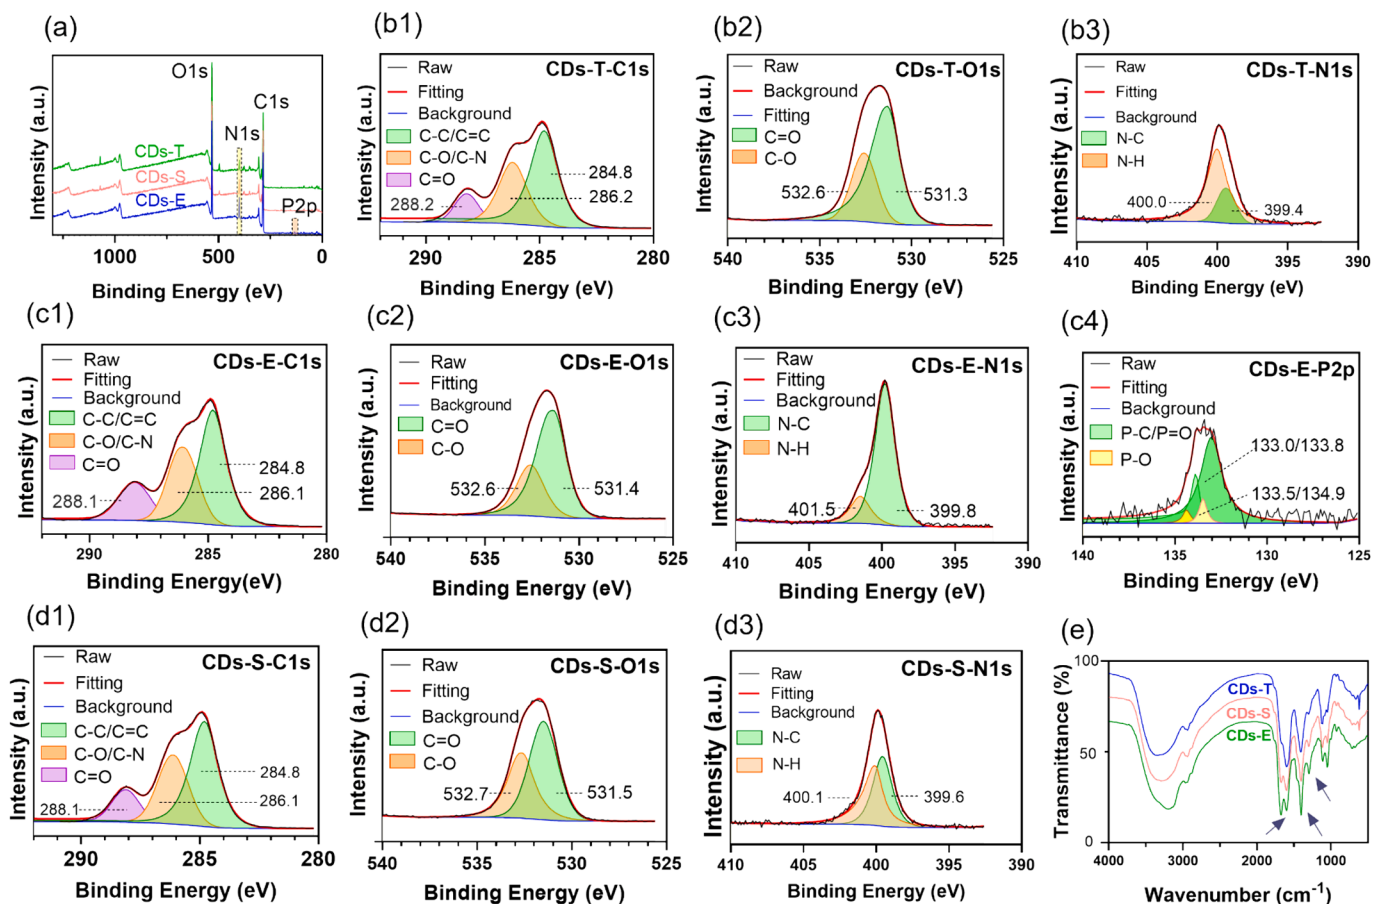 (a)
Intensity (a.u.)
O1s
C1s
N1s
P2p
CDs-T
CDs-S
CDs-E
1000
500
0
Binding Energy (eV)
(b1)
Intensity (a.u.)
Raw
Fitting
Background
C-C/C=C
C-O/C-N
C=O
CDs-T-C1s
284.8
286.2
288.2
290
285
280
Binding Energy (eV)
(b2)
Intensity (a.u.)
Raw
Background
Fitting
C=O
C-O
CDs-T-O1s
532.6
531.3
540
535
530
525
Binding Energy (eV)
(b3)
Intensity (a.u.)
Raw
Fitting
Background
N-C
N-H
CDs-T-N1s
400.0
399.4
410
405
400
395
390
Binding Energy (eV)
(c1)
Intensity (a.u.)
Raw
Fitting
Background
C-C/C=C
C-O/C-N
C=O
CDs-E-C1s
284.8
286.1
288.1
290
285
280
Binding Energy(eV)
(c2)
Intensity (a.u.)
Raw
Fitting
Background
C=O
C-O
CDs-E-O1s
532.6
531.4
540
535
530
525
Binding Energy (eV)
(c3)
Intensity (a.u.)
Raw
Fitting
Background
N-C
N-H
CDs-E-N1s
401.5
399.8
410
405
400
395
390
Binding Energy (eV)
(c4)
Intensity (a.u.)
Raw
Fitting
Background
P-C/P=O
P-O
CDs-E-P2p
133.0/133.8
133.5/134.9
140
135
130
125
Binding Energy (eV)
(d1)
Intensity (a.u.)
Raw
Fitting
Background
C-C/C=C
C-O/C-N
C=O
CDs-S-C1s
284.8
286.1
288.1
290
285
280
Binding Energy (eV)
(d2)
Intensity (a.u.)
Raw
Fitting
Background
C=O
C-O
CDs-S-O1s
532.7
531.5
540
535
530
525
Binding Energy (eV)
(d3)
Intensity (a.u.)
Raw
Fitting
Background
N-C
N-H
CDs-S-N1s
400.1
399.6
410
405
400
395
390
Binding Energy (eV)
(e)
Transmittance (%)
100
50
0
CDs-T
CDs-S
CDs-E
4000
3000
2000
1000
Wavenumber (cm⁻¹)